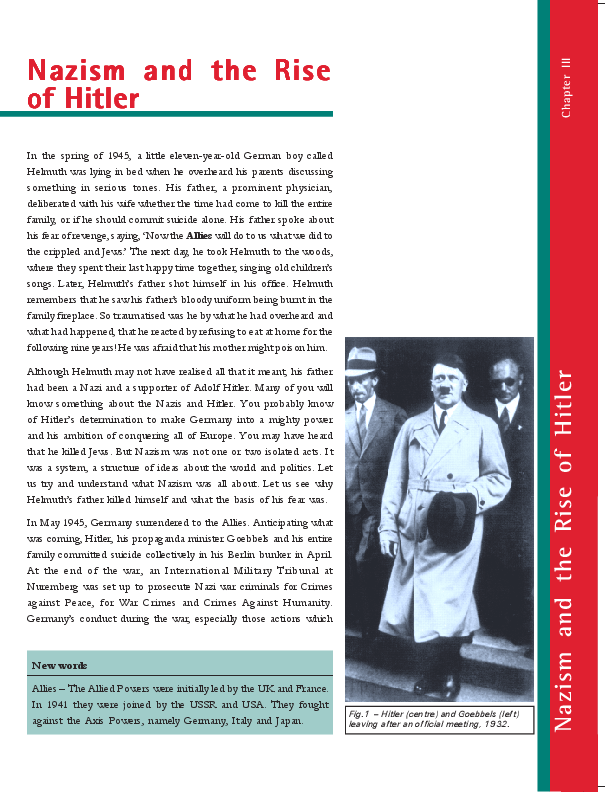 Nazism and the Rise
of Hitler
In the spring of 1945, a little eleven-year-old German boy called
Helmuth was lying in bed when he overheard his parents discussing
something in serious tones. His father, a prominent physician,
deliberated with his wife whether the time had come to kill the entire
family, or if he should commit suicide alone. His father spoke about
his fear of revenge, saying, ‘Now the Allies will do to us what we did to
the crippled and Jews.’ The next day, he took Helmuth to the woods,
where they spent their last happy time together, singing old children’s
songs. Later, Helmuth’s father shot himself in his office. Helmuth
remembers that he saw his father’s bloody uniform being burnt in the
family fireplace. So traumatised was he by what he had overheard and
what had happened, that he reacted by refusing to eat at home for the
following nine years! He was afraid that his mother might poison him.
Although Helmuth may not have realised all that it meant, his father
had been a Nazi and a supporter of Adolf Hitler. Many of you will
know something about the Nazis and Hitler. You probably know
of Hitler’s determination to make Germany into a mighty power
and his ambition of conquering all of Europe. You may have heard
that he killed Jews. But Nazism was not one or two isolated acts. It
was a system, a structure of ideas about the world and politics. Let
us try and understand what Nazism was all about. Let us see why
Helmuth’s father killed himself and what the basis of his fear was.
In May 1945, Germany surrendered to the Allies. Anticipating what
was coming, Hitler, his propaganda minister Goebbels and his entire
family committed suicide collectively in his Berlin bunker in April.
At the end of the war, an International Military Tribunal at
Nuremberg was set up to prosecute Nazi war criminals for Crimes
against Peace, for War Crimes and Crimes Against Humanity.
Germany’s conduct during the war, especially those actions which
New words
Allies – The Allied Powers were initially led by the UK and France.
In 1941 they were joined by the USSR and USA. They fought
against the Axis Powers, namely Germany, Italy and Japan.
Fig.1 – Hitler (centre) and Goebbels (left)
leaving after an official meeting, 1932.
Chapter III
Nazism and the Rise of Hitler